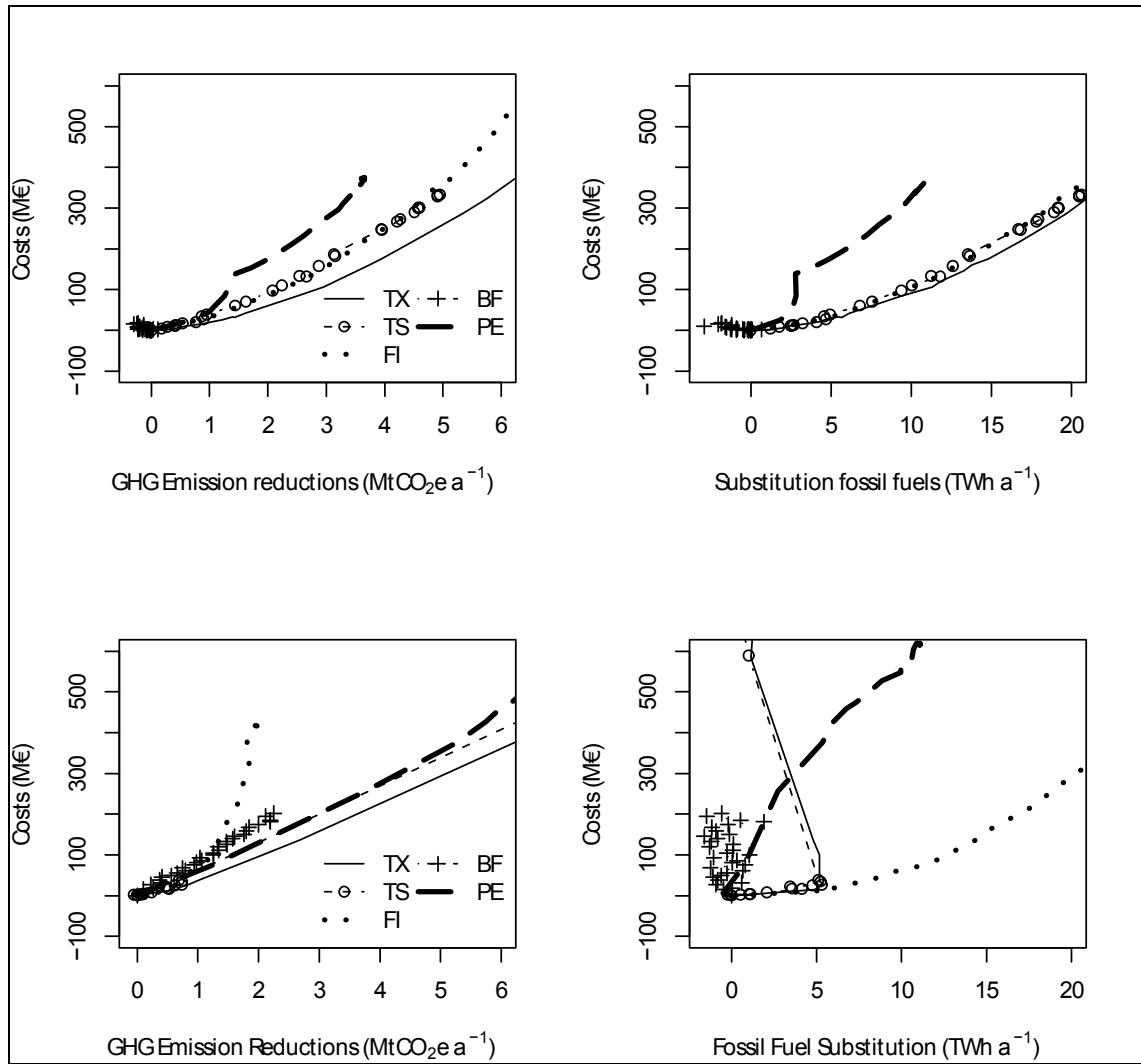 Costs (M€)
500
300
100
−100
0 1 2 3 4 5 6
GHG Emission reductions (MtCO₂e a⁻¹)
TX BF
TS PE
FI
Costs (M€)
500
300
100
−100
0 5 10 15 20
Substitution fossil fuels (TWh a⁻¹)
Costs (M€)
500
300
100
−100
0 1 2 3 4 5 6
GHG Emission Reductions (MtCO₂e a⁻¹)
TX BF
TS PE
FI
Costs (M€)
500
300
100
−100
0 5 10 15 20
Fossil Fuel Substitution (TWh a⁻¹)